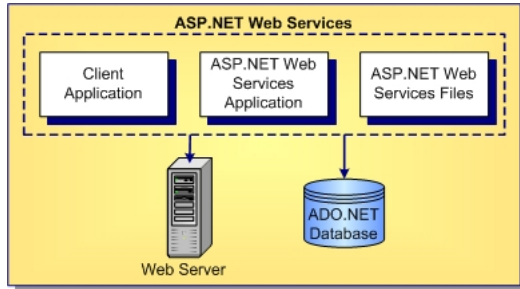 ASP.NET Web Services
Client
Application
ASP.NET Web
Services
Application
ASP.NET Web
Services Files
Web Server
ADO.NET
Database